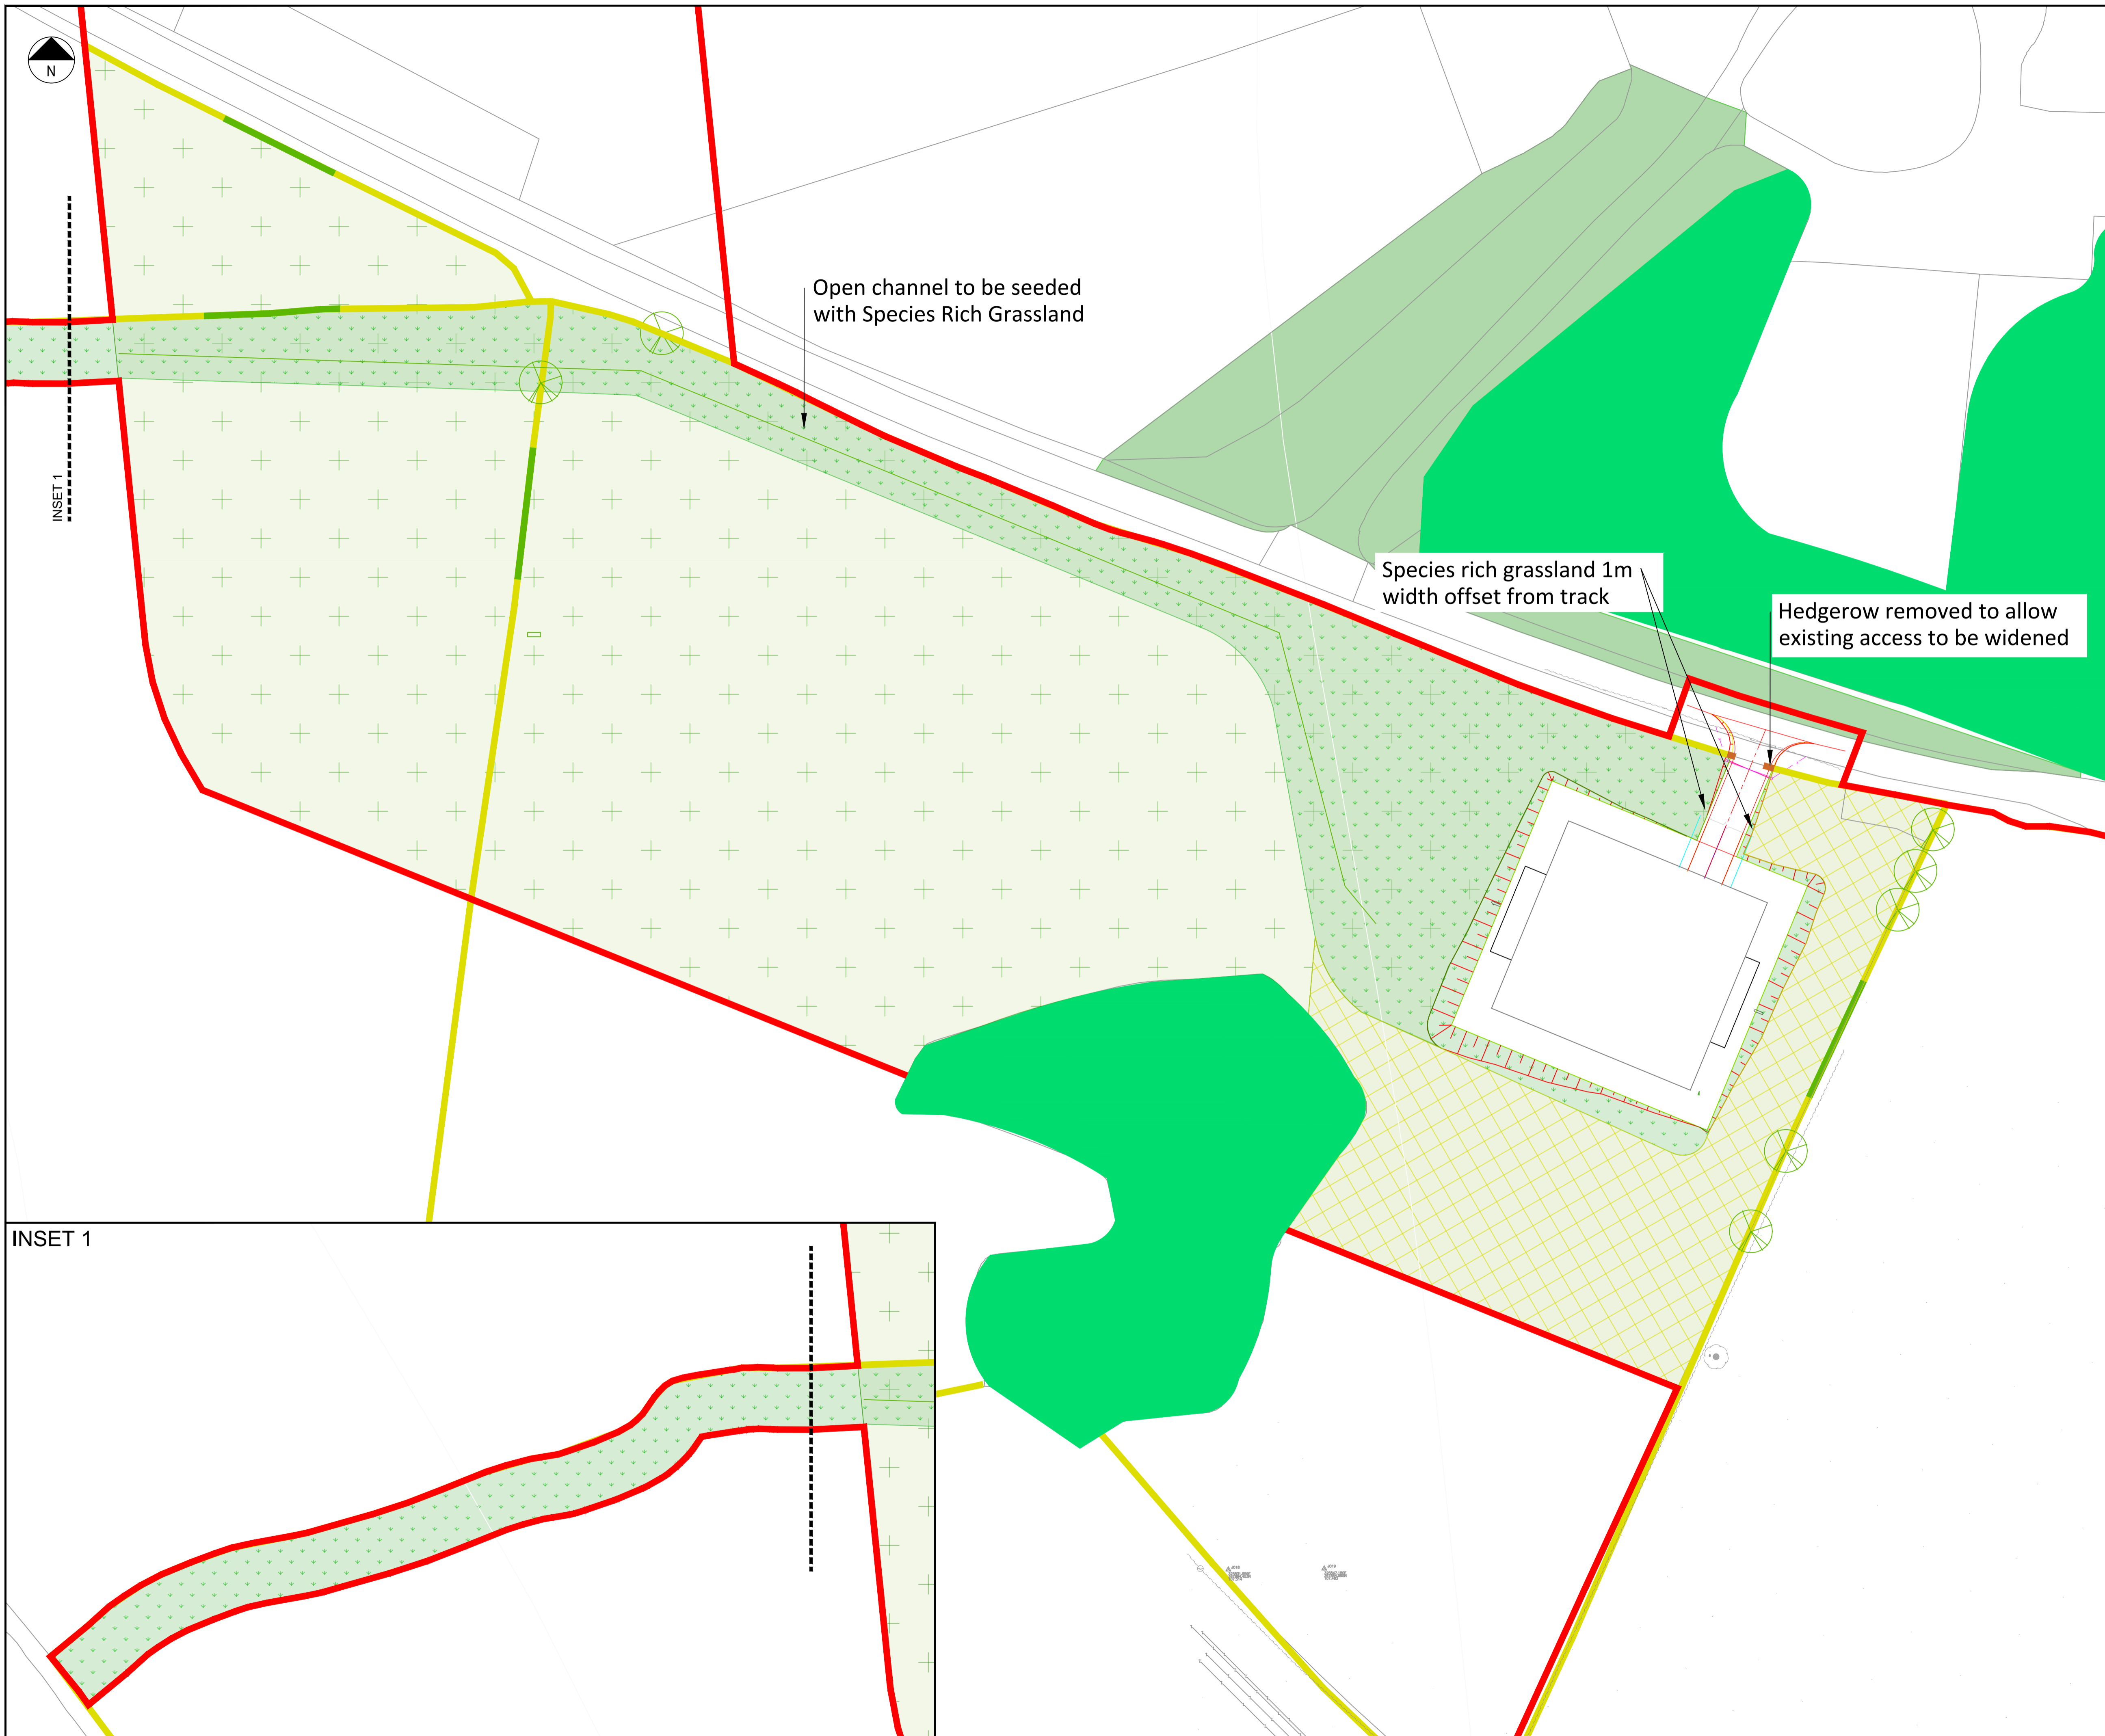 N
Open channel to be seeded
with Species Rich Grassland
INSET 1
Species rich grassland 1m
width offset from track
Hedgerow removed to allow
existing access to be widened
INSET 1